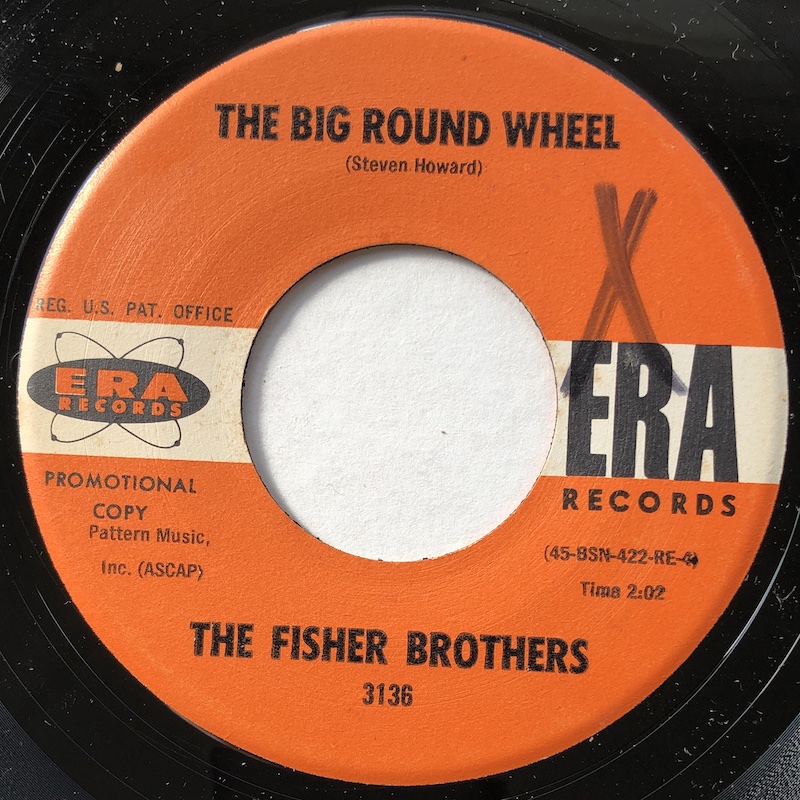 THE BIG ROUND WHEEL
(Steven Howard)
REG. U.S. PAT. OFFICE
ERA
RECORDS
ERA
RECORDS
PROMOTIONAL
COPY
Pattern Music,
Inc. (ASCAP)
Time 2:02
THE FISHER BROTHERS
3136